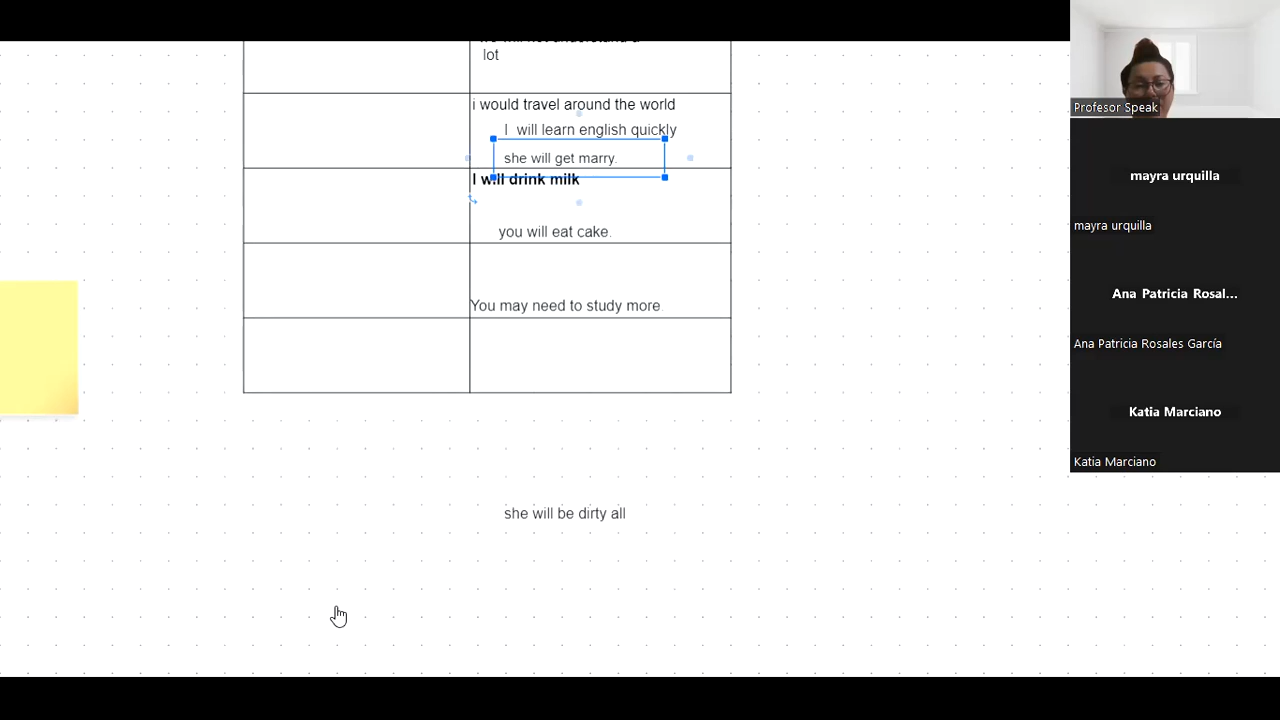 lot
i would travel around the world
I will learn english quickly
she will get marry.
I will drink milk
you will eat cake.
You may need to study more.
she will be dirty all
Profesor Speak
mayra urquilla
mayra urquilla
Ana Patricia Rosal...
Ana Patricia Rosales García
Katia Marciano
Katia Marciano